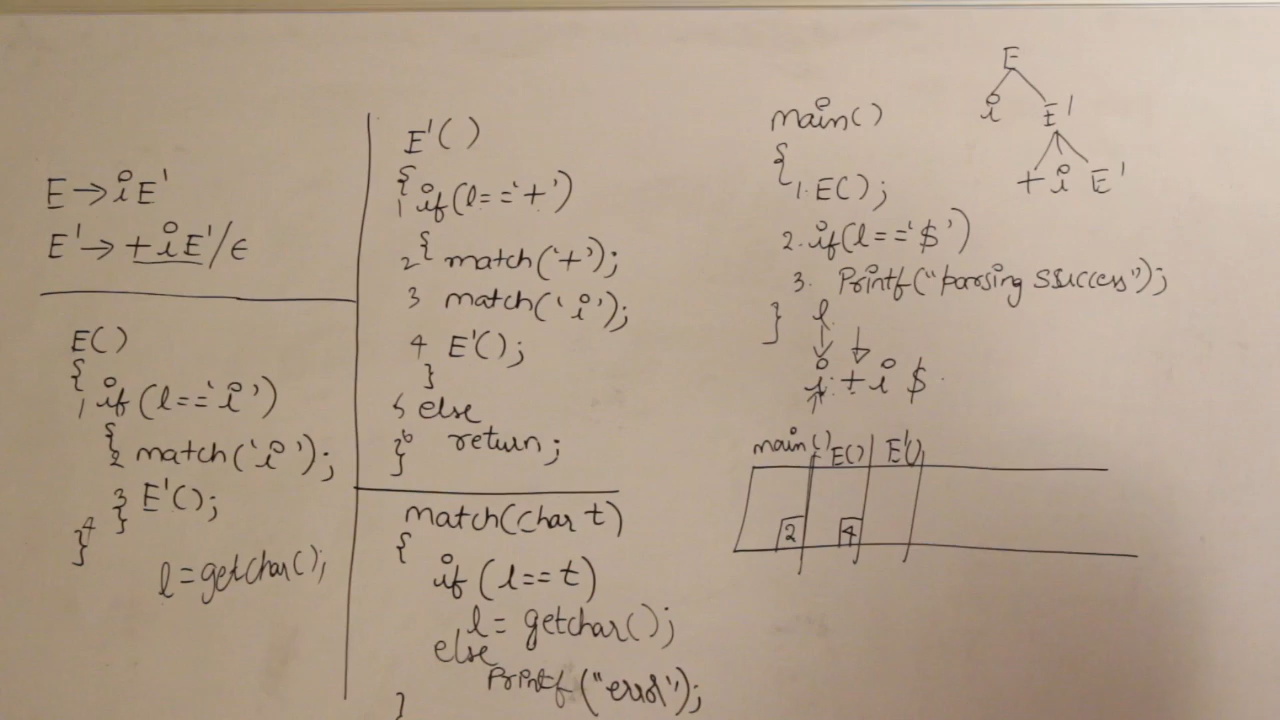 E→iE'
E'→+iE'/ϵ
E()
{
1 if(l=='i')
{
2 match('i');
3 E'();
}
4
}
l=getchar();
E'()
{
1 if(l=='+')
2 { match('+');
3 match('i');
4 E'();
}
5 else
6 return;
}
match(char t)
{
if (l==t)
l= getchar();
else
Printf("error");
}
main()
{
1. E();
2. if(l=='$')
3. Printf("parsing ssuccess");
}
E
i E'
+ i E'
l
i + i $
main() E() E'()
2 4